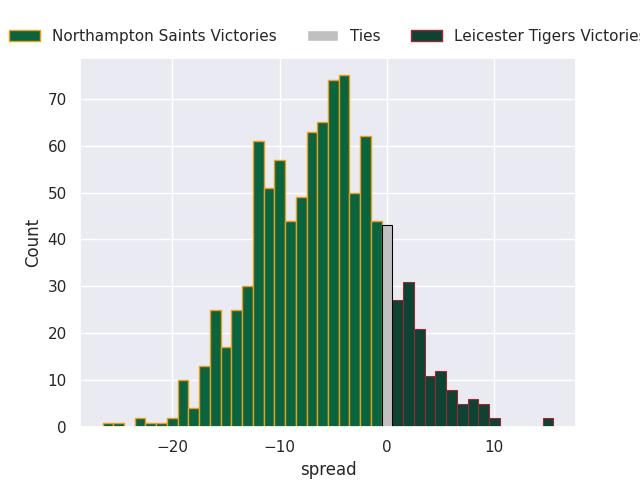 Northampton Saints Victories Ties Leicester Tigers Victories
70
60
50
40
30
20
10
0
Count
−20 −10 0 10
spread